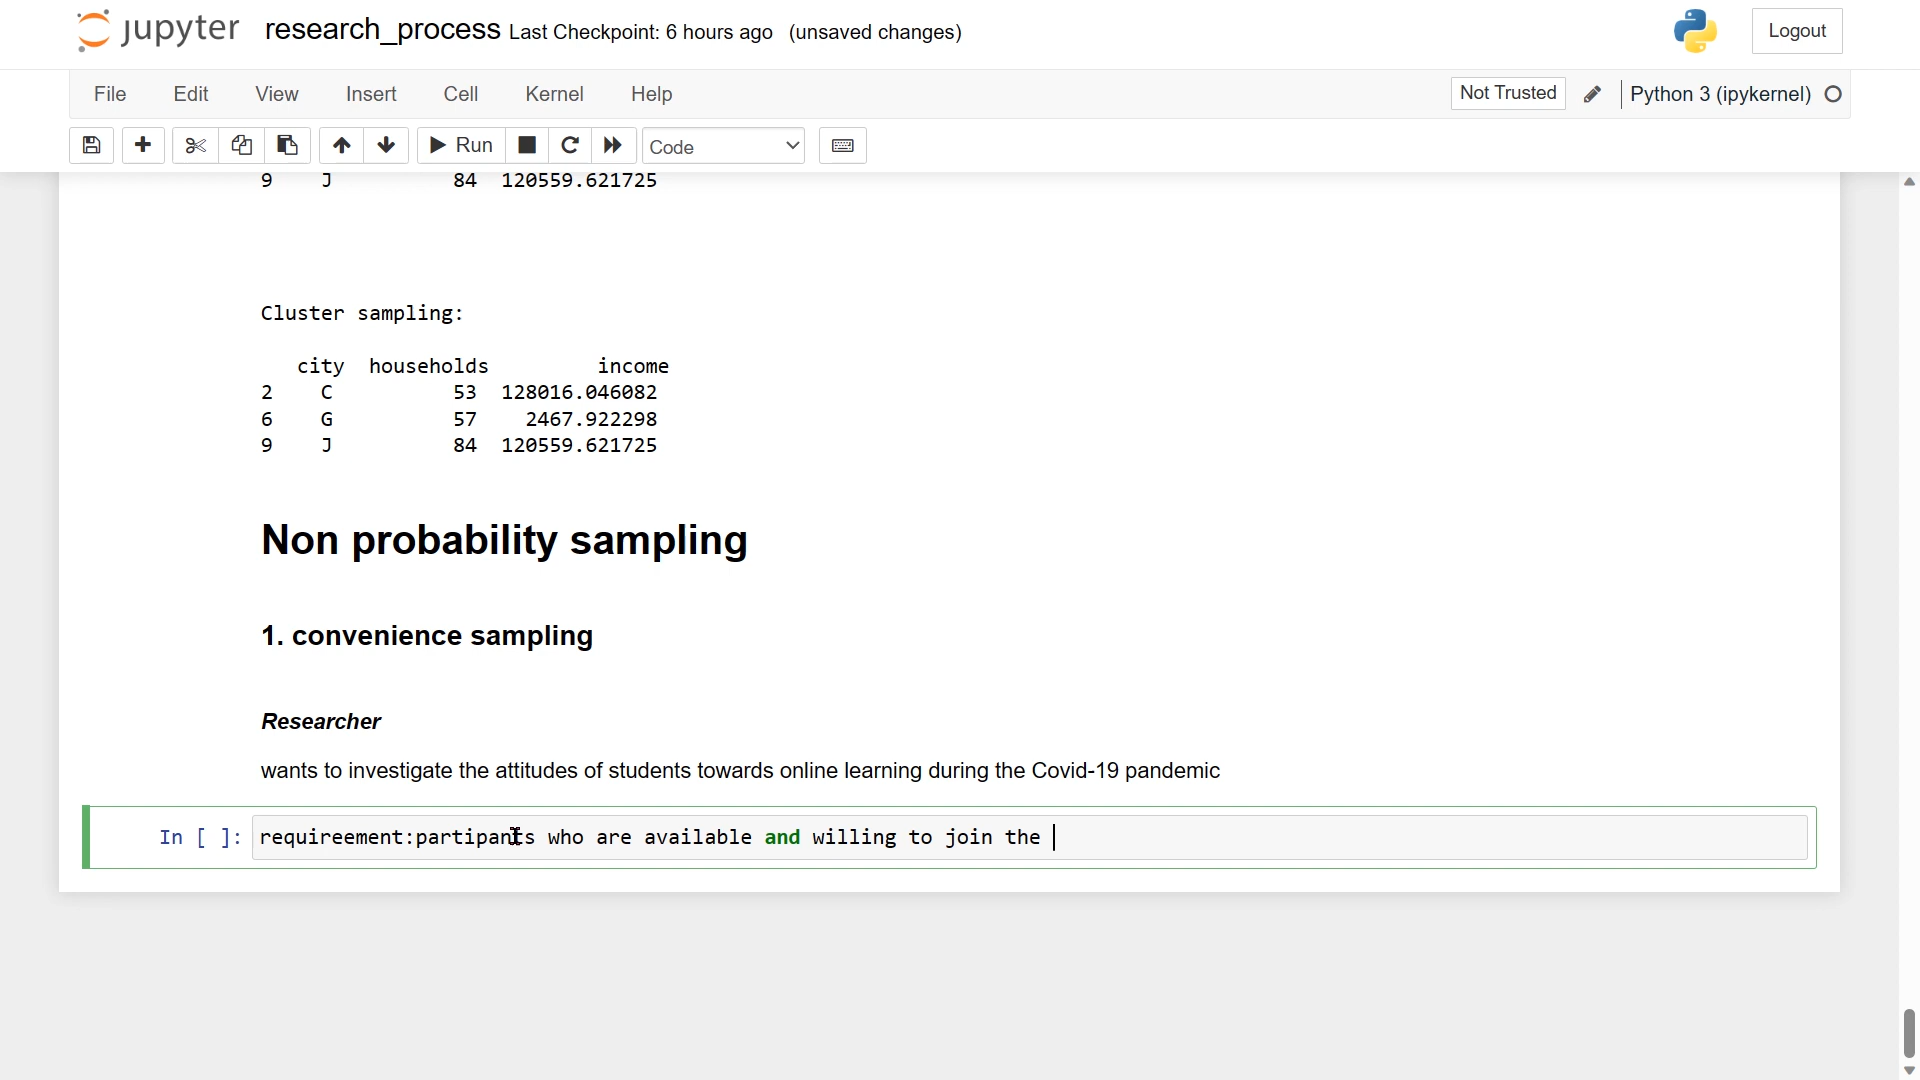 jupyter research_process Last Checkpoint: 6 hours ago (unsaved changes) Logout
File Edit View Insert Cell Kernel Help Not Trusted Python 3 (ipykernel)
Run Code
9 J 84 120559.621725
Cluster sampling:
city households income
2 C 53 128016.046082
6 G 57 2467.922298
9 J 84 120559.621725
Non probability sampling
1. convenience sampling
Researcher
wants to investigate the attitudes of students towards online learning during the Covid-19 pandemic
In [ ]: requireement:partipants who are available and willing to join the